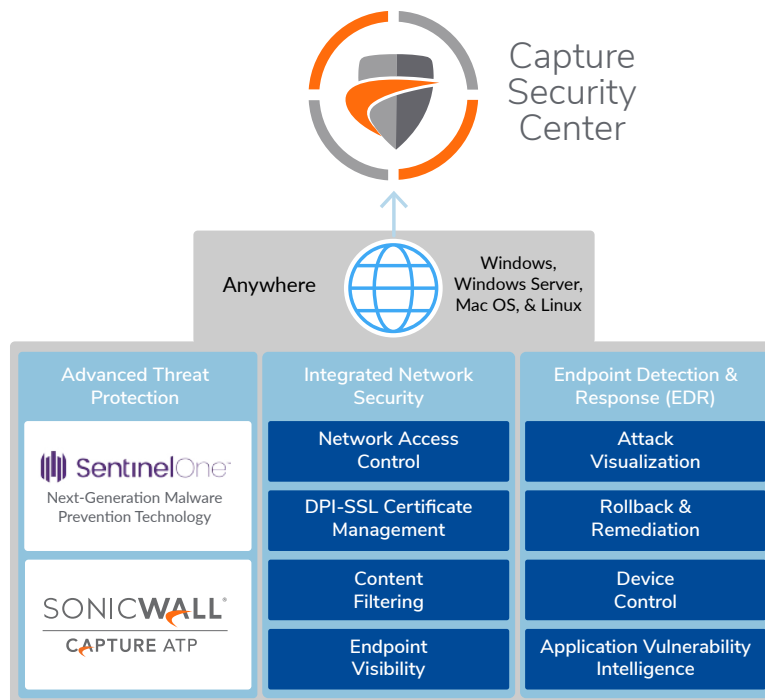 Capture
Security
Center
Anywhere
Windows,
Windows Server,
Mac OS, & Linux
Advanced Threat
Protection
SentinelOne™
Next-Generation Malware
Prevention Technology
SONICWALL®
CAPTURE ATP
Integrated Network
Security
Network Access
Control
DPI-SSL Certificate
Management
Content
Filtering
Endpoint
Visibility
Endpoint Detection &
Response (EDR)
Attack
Visualization
Rollback &
Remediation
Device
Control
Application Vulnerability
Intelligence